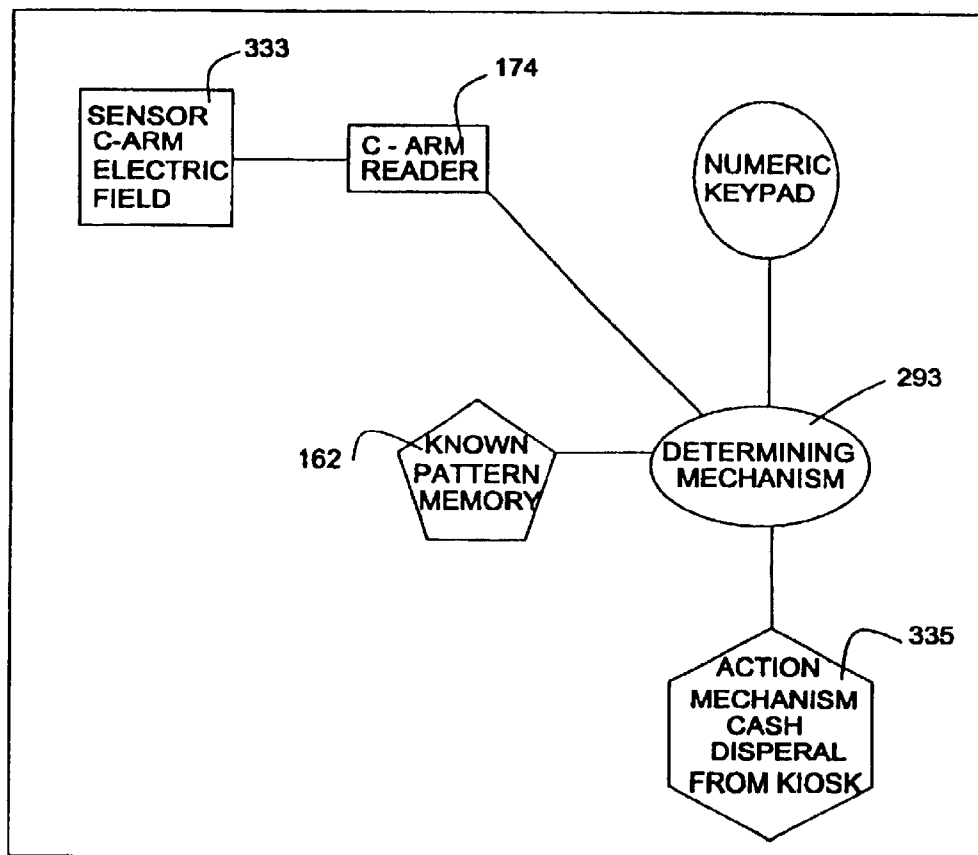 333
SENSOR
C-ARM
ELECTRIC
FIELD
174
C - ARM
READER
NUMERIC
KEYPAD
293
DETERMINING
MECHANISM
162
KNOWN
PATTERN
MEMORY
335
ACTION
MECHANISM
CASH
DISPERAL
FROM KIOSK